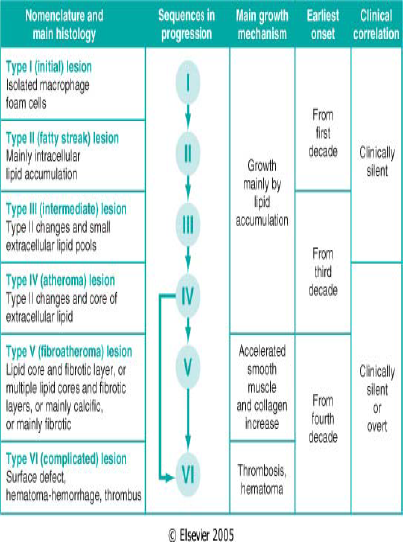 Nomenclature and
main histology
Sequences in
progression
Main growth
mechanism
Earliest
onset
Clinical
correlation
Type I (initial) lesion
Isolated macrophage
foam cells
I
Type II (fatty streak) lesion
Mainly intracellular
lipid accumulation
II
Type III (intermediate) lesion
Type II changes and small
extracellular lipid pools
III
Type IV (atheroma) lesion
Type II changes and core of
extracellular lipid
IV
Type V (fibroatheroma) lesion
Lipid core and fibrotic layer, or
multiple lipid cores and fibrotic
layers, or mainly calcific,
or mainly fibrotic
V
Type VI (complicated) lesion
Surface defect,
hematoma-hemorrhage, thrombus
VI
Growth
mainly by
lipid
accumulation
Accelerated
smooth
muscle
and collagen
increase
Thrombosis,
hematoma
From
first
decade
From
third
decade
From
fourth
decade
Clinically
silent
Clinically
silent
or
overt
© Elsevier 2005